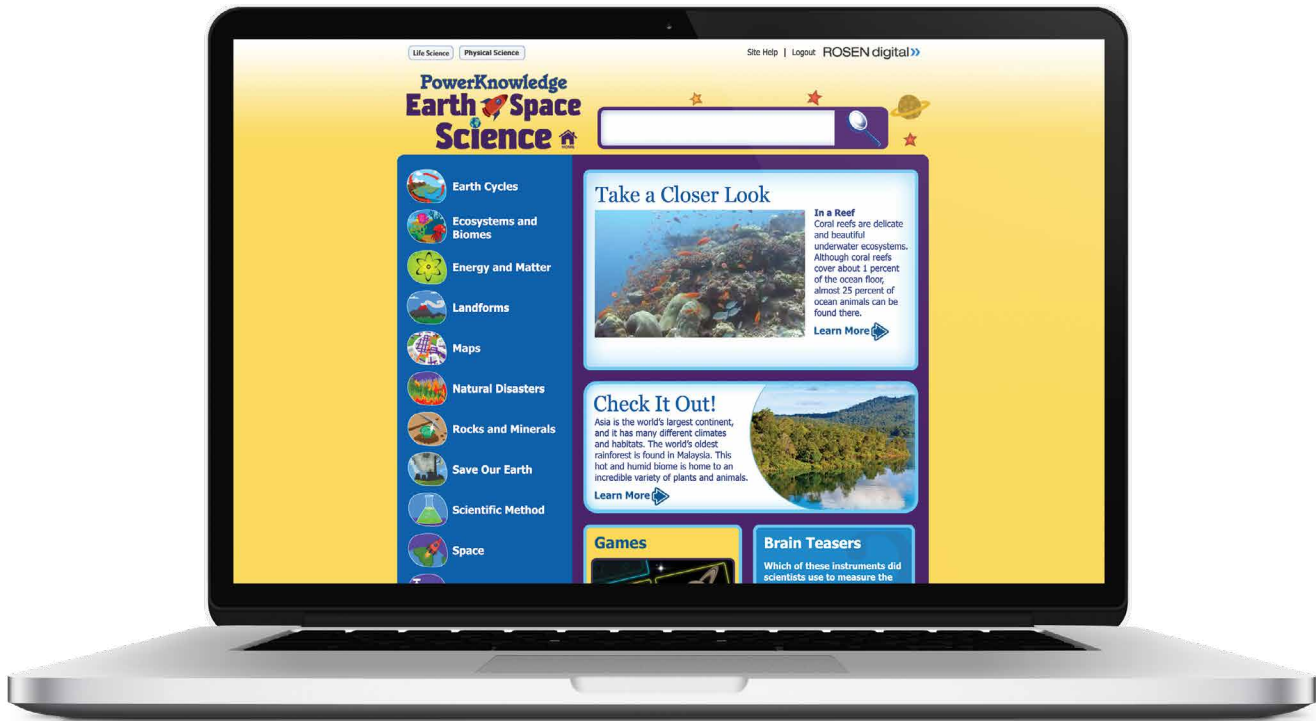 Life Science Physical Science
Site Help | Logout ROSEN digital»
PowerKnowledge
Earth Space
Science
HOME
Earth Cycles
Ecosystems and
Biomes
Energy and Matter
Landforms
Maps
Natural Disasters
Rocks and Minerals
Save Our Earth
Scientific Method
Space
Take a Closer Look
In a Reef
Coral reefs are delicate
and beautiful
underwater ecosystems.
Although coral reefs
cover about 1 percent
of the ocean floor,
almost 25 percent of
ocean animals can be
found there.
Learn More
Check It Out!
Asia is the world's largest continent,
and it has many different climates
and habitats. The world's oldest
rainforest is found in Malaysia. This
hot and humid biome is home to an
incredible variety of plants and animals.
Learn More
Games
Brain Teasers
Which of these instruments did
scientists use to measure the